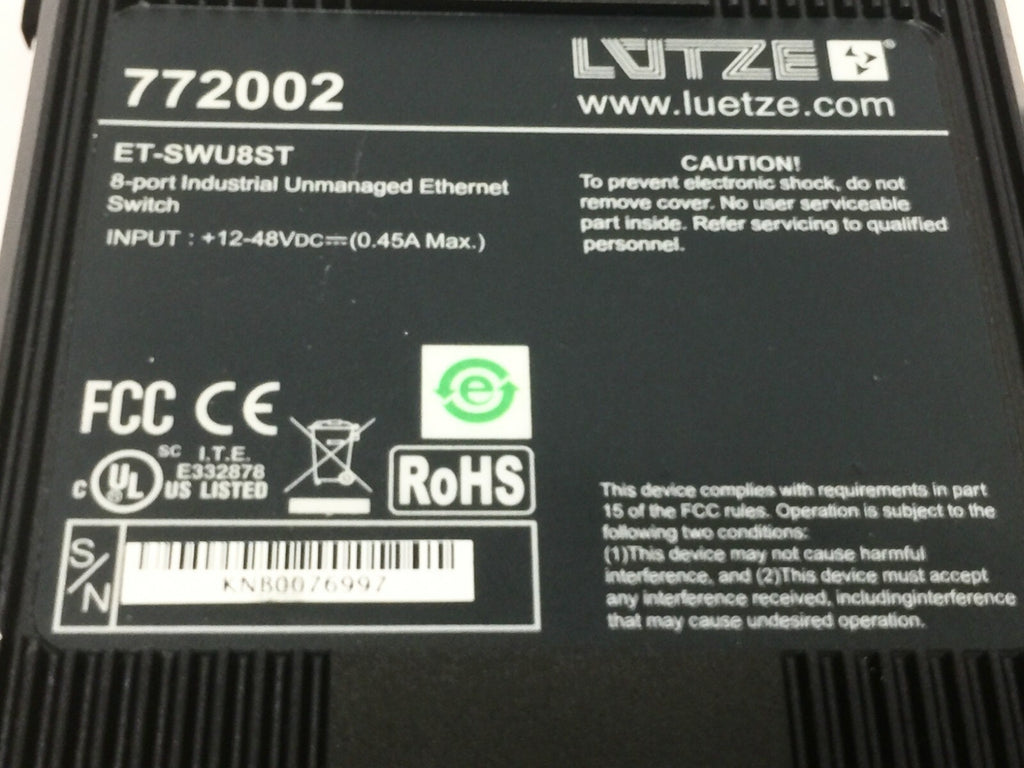 772002
LUTZE
www.luetze.com
ET-SWU8ST
8-port Industrial Unmanaged Ethernet
Switch
INPUT : +12-48VDC⎓(0.45A Max.)
CAUTION!
To prevent electronic shock, do not
remove cover. No user serviceable
part inside. Refer servicing to qualified
personnel.
FCC CE
e
SC I.T.E.
E332878
c UL US LISTED
RoHS
S/N
KNB0076997
This device complies with requirements in part
15 of the FCC rules. Operation is subject to the
following two conditions:
(1)This device may not cause harmful
interference, and (2)This device must accept
any interference received, includinginterference
that may cause undesired operation.